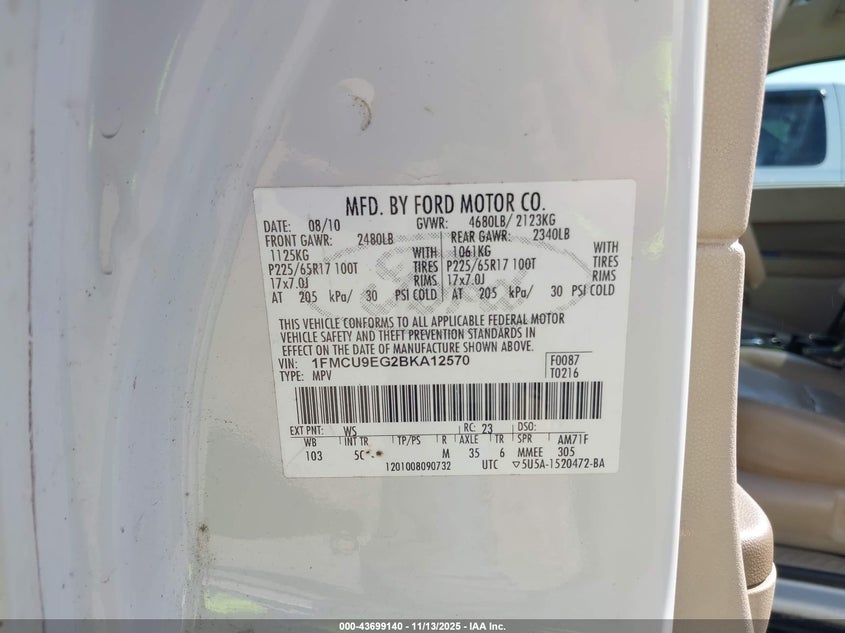 MFD. BY FORD MOTOR CO.
DATE: 08/10 GVWR: 4680LB/ 2123KG
FRONT GAWR: 2480LB REAR GAWR: 2340LB
1125KG WITH 1061KG WITH
P225/65R17 100T TIRES P225/65R17 100T TIRES
17x7.0J RIMS 17x7.0J RIMS
AT 205 kPa/ 30 PSI COLD AT 205 kPa/ 30 PSI COLD
THIS VEHICLE CONFORMS TO ALL APPLICABLE FEDERAL MOTOR
VEHICLE SAFETY AND THEFT PREVENTION STANDARDS IN
EFFECT ON THE DATE OF MANUFACTURE SHOWN ABOVE.
VIN: 1FMCU9EG2BKA12570 F0087
TYPE: MPV T0216
EXT PNT: WS RC: 23 DSO:
WB INT TR TP/PS R AXLE TR SPR AM71F
103 M 35 6 MMEE 305
1201008090732 UTC ▽5U5A-1520472-BA
000-43699140 - 11/13/2025 - IAA Inc.